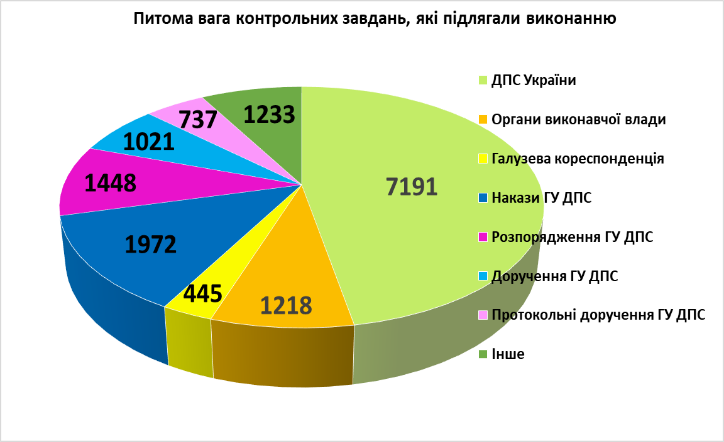 Питома вага контрольних завдань, які підлягали виконанню
ДПС України
Органи виконавчої влади
Галузева кореспонденція
Накази ГУ ДПС
Розпорядження ГУ ДПС
Доручення ГУ ДПС
Протокольні доручення ГУ ДПС
Інше
7191
1218
445
1972
1448
1021
737
1233